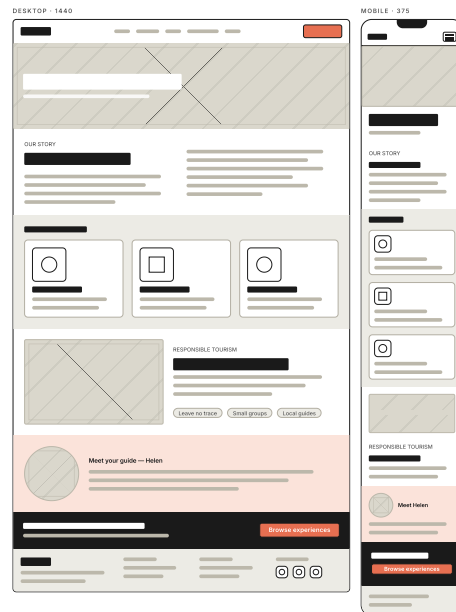 DESKTOP · 1440
MOBILE · 375
OUR STORY
RESPONSIBLE TOURISM
Leave no trace
Small groups
Local guides
Meet your guide — Helen
Browse experiences
OUR STORY
RESPONSIBLE TOURISM
Meet Helen
Browse experiences